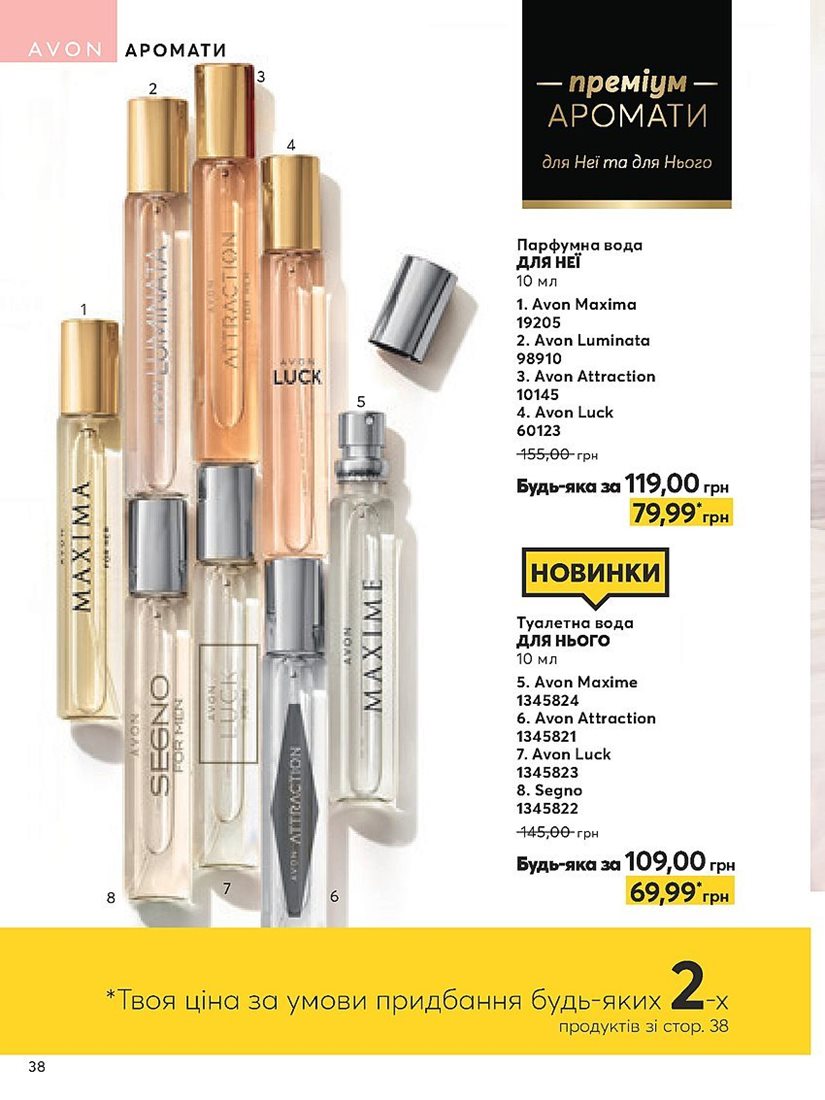 AVON АРОМАТИ
2
3
4
1
5
AVON
MAXIMA
FOR HER
AVON
LUMINATA
AVON
ATTRACTION
FOR HER
AVON
LUCK
AVON
MAXIME
AVON
SEGNO
FOR MEN
AVON
LUCK
AVON ATTRACTION
8
7
6
преміум
АРОМАТИ
для Неї та для Нього
Парфумна вода
ДЛЯ НЕЇ
10 мл
1. Avon Maxima
19205
2. Avon Luminata
98910
3. Avon Attraction
10145
4. Avon Luck
60123
155,00 грн
Будь-яка за 119,00 грн
79,99* грн
НОВИНКИ
Туалетна вода
ДЛЯ НЬОГО
10 мл
5. Avon Maxime
1345824
6. Avon Attraction
1345821
7. Avon Luck
1345823
8. Segno
1345822
145,00 грн
Будь-яка за 109,00 грн
69,99* грн
*Твоя ціна за умови придбання будь-яких 2-х
продуктів зі стор. 38
38